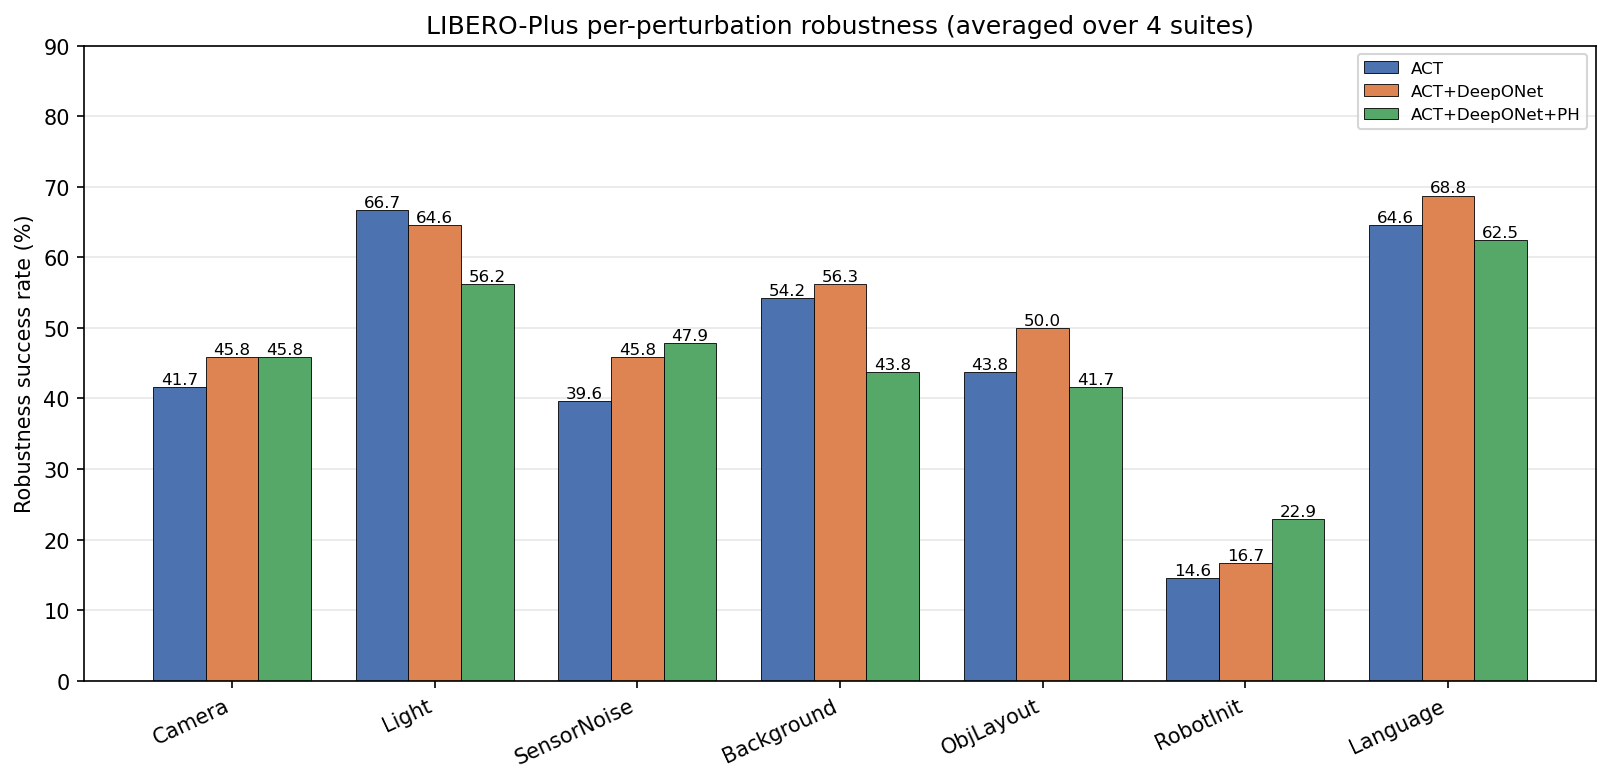 LIBERO-Plus per-perturbation robustness (averaged over 4 suites)
Robustness success rate (%)
90
80
70
60
50
40
30
20
10
0
ACT
ACT+DeepONet
ACT+DeepONet+PH
41.7
45.8
45.8
66.7
64.6
56.2
39.6
45.8
47.9
54.2
56.3
43.8
43.8
50.0
41.7
14.6
16.7
22.9
64.6
68.8
62.5
Camera
Light
SensorNoise
Background
ObjLayout
RobotInit
Language